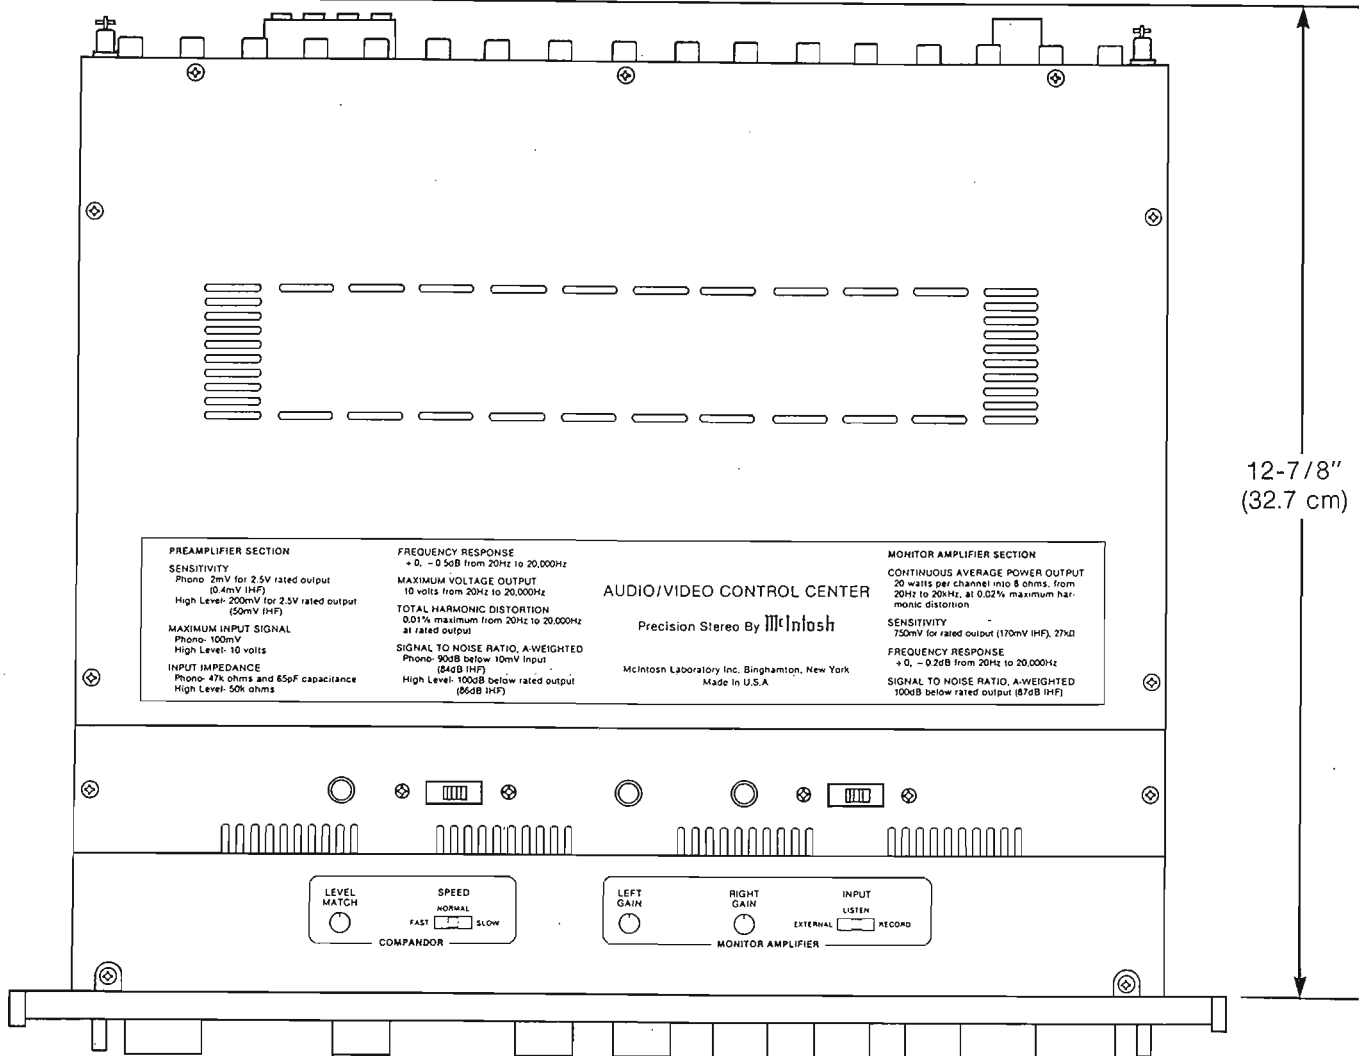 12-7/8"
(32.7 cm)
PREAMPLIFIER SECTION
SENSITIVITY
Phono 2mV for 2.5V rated output
(0.4mV IHF)
High Level- 200mV for 2.5V rated output
(50mV IHF)
MAXIMUM INPUT SIGNAL
Phono- 100mV
High Level- 10 volts
INPUT IMPEDANCE
Phono- 47k ohms and 65pF capacitance
High Level- 50k ohms
FREQUENCY RESPONSE
+0, -0.5dB from 20Hz to 20,000Hz
MAXIMUM VOLTAGE OUTPUT
10 volts from 20Hz to 20,000Hz
TOTAL HARMONIC DISTORTION
0.01% maximum from 20Hz to 20,000Hz
at rated output
SIGNAL TO NOISE RATIO, A-WEIGHTED
Phono- 90dB below 10mV input
(84dB IHF)
High Level- 100dB below rated output
(86dB IHF)
AUDIO/VIDEO CONTROL CENTER
Precision Stereo By McIntosh
McIntosh Laboratory Inc. Binghamton, New York
Made In U.S.A
MONITOR AMPLIFIER SECTION
CONTINUOUS AVERAGE POWER OUTPUT
20 watts per channel into 8 ohms, from
20Hz to 20kHz, at 0.02% maximum har-
monic distortion
SENSITIVITY
750mV for rated output (170mV IHF), 27kΩ
FREQUENCY RESPONSE
+0, -0.2dB from 20Hz to 20,000Hz
SIGNAL TO NOISE RATIO, A-WEIGHTED
100dB below rated output (87dB IHF)
LEVEL
MATCH
SPEED
NORMAL
FAST SLOW
COMPANDOR
LEFT
GAIN
RIGHT
GAIN
INPUT
LISTEN
EXTERNAL RECORD
MONITOR AMPLIFIER